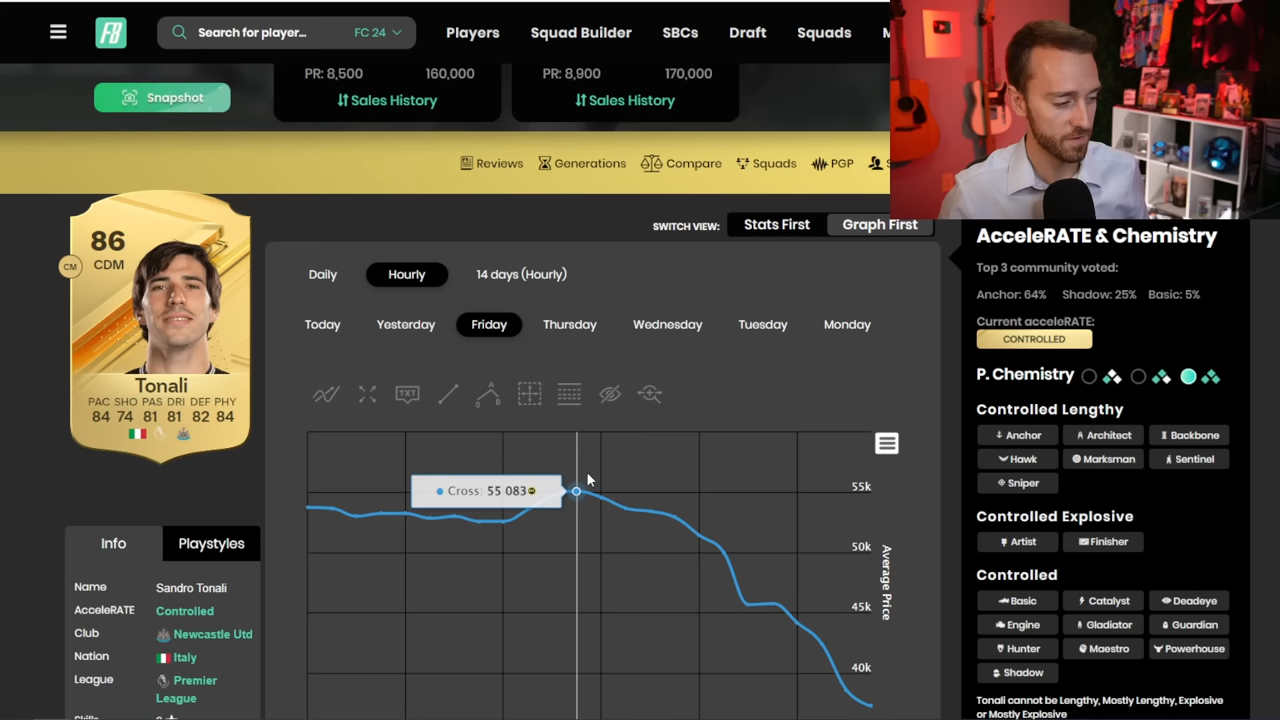 FB
Search for player...
FC 24
Players
Squad Builder
SBCs
Draft
Squads
M
PR: 8,500
160,000
Sales History
PR: 8,900
170,000
Sales History
Snapshot
Reviews
Generations
Compare
Squads
PGP
S
86
CDM
CM
Tonali
PAC SHO PAS DRI DEF PHY
84 74 81 81 82 84
SWITCH VIEW:
Stats First
Graph First
Daily
Hourly
14 days (Hourly)
Today
Yesterday
Friday
Thursday
Wednesday
Tuesday
Monday
TXT
Cross: 55 083
55k
50k
45k
40k
Average Price
Info
Playstyles
Name
Sandro Tonali
AcceleRATE
Controlled
Club
Newcastle Utd
Nation
Italy
League
Premier
League
AcceleRATE & Chemistry
Top 3 community voted:
Anchor: 64%
Shadow: 25%
Basic: 5%
Current acceleRATE:
CONTROLLED
P. Chemistry
Controlled Lengthy
Anchor
Architect
Backbone
Hawk
Marksman
Sentinel
Sniper
Controlled Explosive
Artist
Finisher
Controlled
Basic
Catalyst
Deadeye
Engine
Gladiator
Guardian
Hunter
Maestro
Powerhouse
Shadow
Tonali cannot be Lengthy, Mostly Lengthy, Explosive
or Mostly Explosive